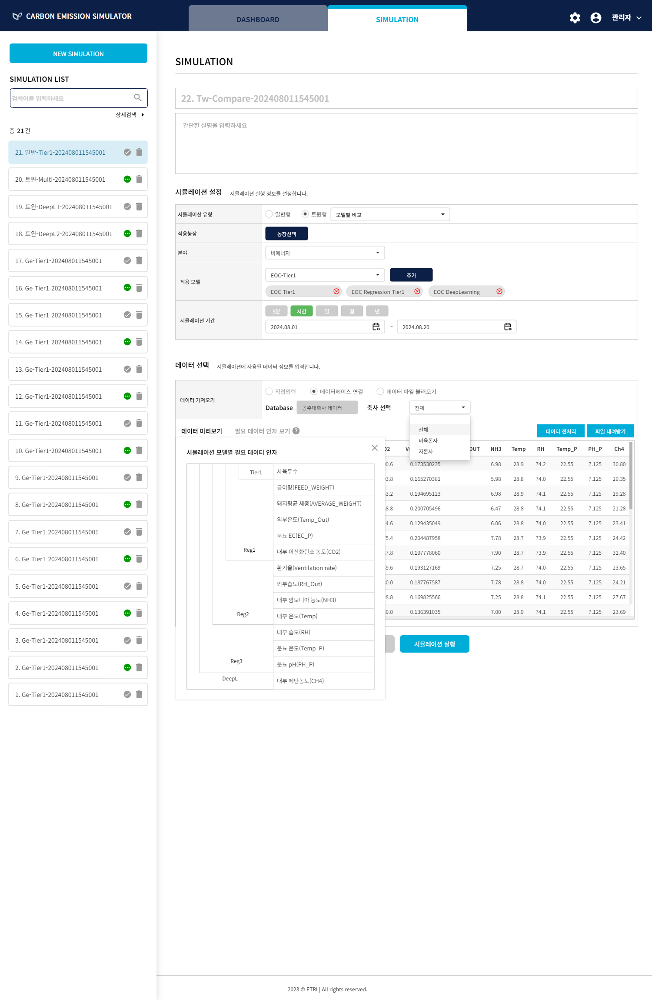 CARBON EMISSION SIMULATOR
DASHBOARD
SIMULATION
관리자
NEW SIMULATION
SIMULATION LIST
검색어를 입력하세요
상세검색
총 21건
21. 일반-Tier1-202408011545001
20. 트윈-Multi-202408011545001
19. 트윈-DeepL1-202408011545001
18. 트윈-DeepL2-202408011545001
17. Ge-Tier1-202408011545001
16. Ge-Tier1-202408011545001
15. Ge-Tier1-202408011545001
14. Ge-Tier1-202408011545001
13. Ge-Tier1-202408011545001
12. Ge-Tier1-202408011545001
11. Ge-Tier1-202408011545001
10. Ge-Tier1-202408011545001
9. Ge-Tier1-202408011545001
8. Ge-Tier1-202408011545001
7. Ge-Tier1-202408011545001
6. Ge-Tier1-202408011545001
5. Ge-Tier1-202408011545001
4. Ge-Tier1-202408011545001
3. Ge-Tier1-202408011545001
2. Ge-Tier1-202408011545001
1. Ge-Tier1-202408011545001
SIMULATION
22. Tw-Compare-202408011545001
간단한 설명을 입력하세요
시뮬레이션 설정 시뮬레이션 실행 정보를 설정합니다.
시뮬레이션 유형 일반형 트윈형 모델별 비교
적용농장 농장선택
분야 비에너지
적용 모델 EOC-Tier1 추가
EOC-Tier1 EOC-Regression-Tier1 EOC-DeepLearning
시뮬레이션 기간 5분 시간 일 월 년
2024.08.01 ~ 2024.08.20
데이터 선택 시뮬레이션에 사용될 데이터 정보를 입력합니다.
데이터 가져오기 직접입력 데이터베이스 연결 데이터 파일 불러오기
Database 공주대축사 데이터 축사 선택 전체
전체
비육돈사
자돈사
데이터 미리보기 필요 데이터 인자 보기 ? 데이터 전처리 파일 내려받기
NH3 Temp RH Temp_P PH_P Ch4
0.173530235 6.98 28.9 74.2 22.55 7.125 30.80
0.165270381 5.98 28.8 74.0 22.55 7.125 29.35
0.194695123 6.98 28.9 74.1 22.55 7.125 19.28
0.200705496 6.47 28.8 74.1 22.55 7.125 21.28
0.129435049 6.06 28.8 74.0 22.55 7.125 23.41
0.204487958 7.78 28.7 73.9 22.55 7.125 24.42
0.197778060 7.90 28.7 73.9 22.55 7.125 31.40
0.193127169 7.25 28.7 74.0 22.55 7.125 23.65
0.187767587 7.78 28.8 74.0 22.55 7.125 24.21
0.169825566 7.25 28.8 74.1 22.55 7.125 27.67
0.136391035 7.00 28.9 74.1 22.55 7.125 23.69
시뮬레이션 모델별 필요 데이터 인자
Tier1 사육두수
급이량(FEED_WEIGHT)
돼지평균 체중(AVERAGE_WEIGHT)
외부온도(Temp_Out)
분뇨 EC(EC_P)
Reg1 내부 이산화탄소 농도(CO2)
환기율(Ventilation rate)
외부습도(RH_Out)
내부 암모니아 농도(NH3)
Reg2 내부 온도(Temp)
내부 습도(RH)
분뇨 온도(Temp_P)
Reg3 분뇨 pH(PH_P)
DeepL 내부 메탄농도(CH4)
시뮬레이션 실행
2023 © ETRI | All rights reserved.